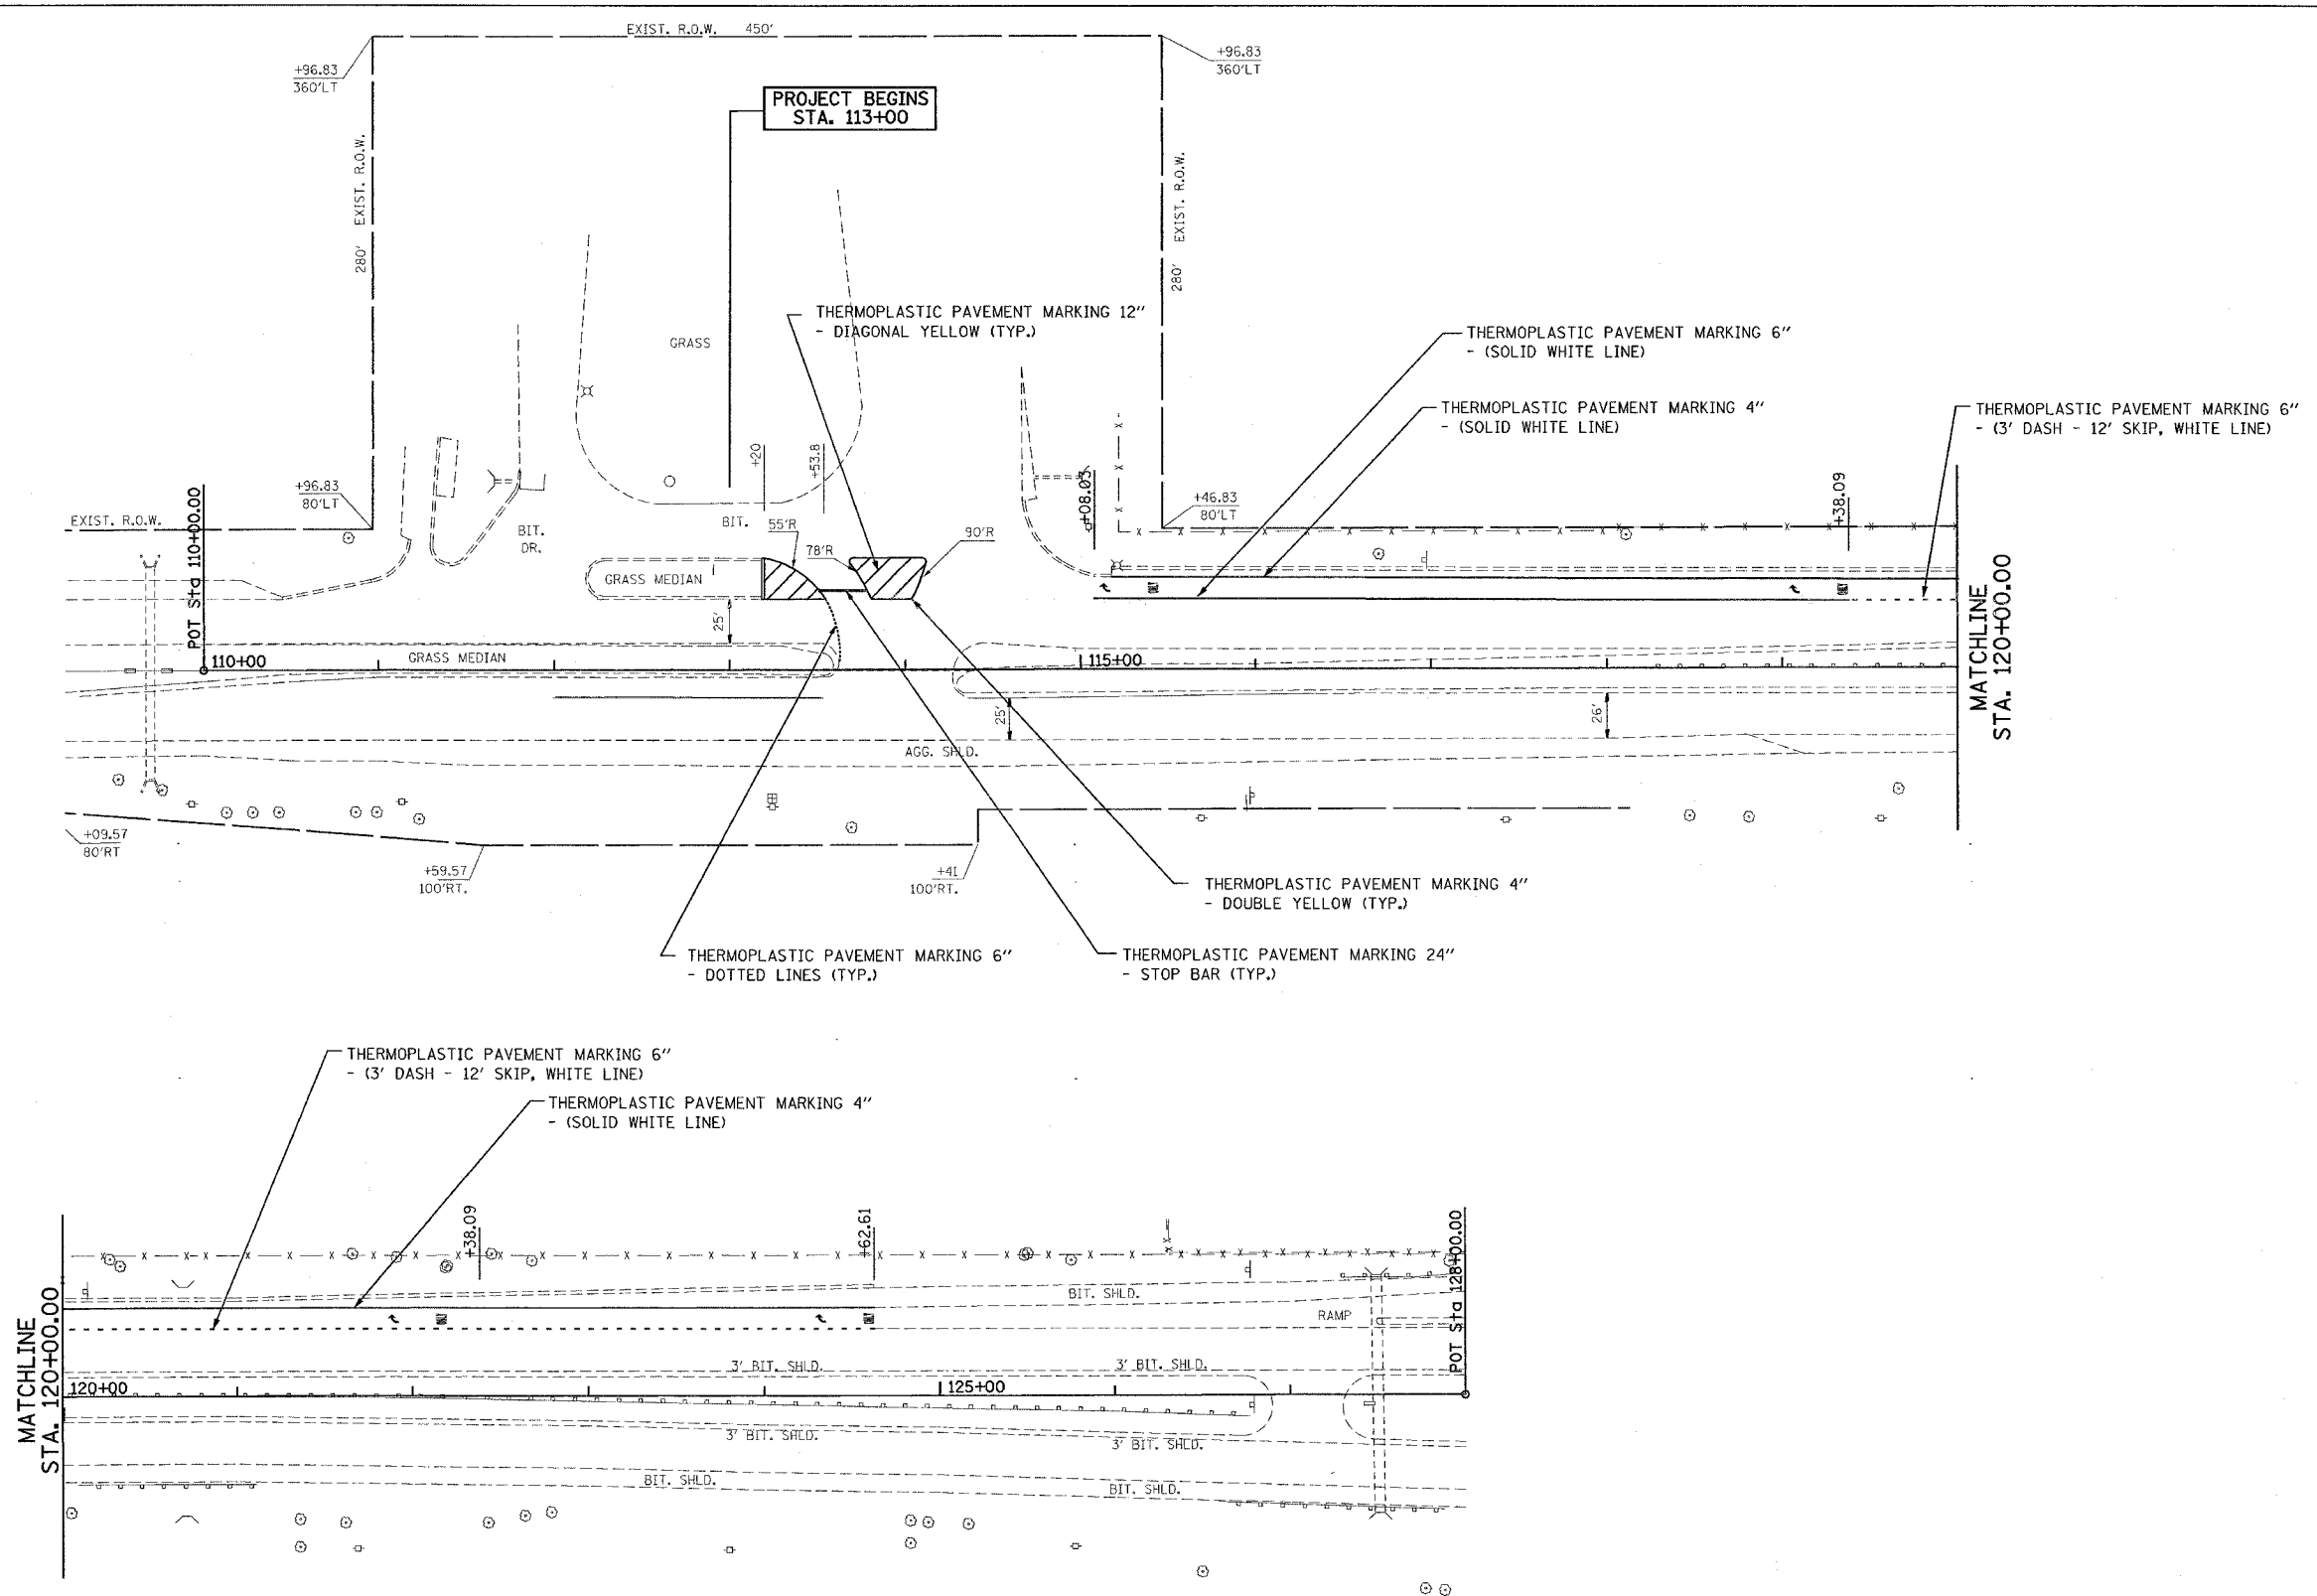 EXIST. R.O.W. 450'
+96.83
360'LT
+96.83
360'LT
PROJECT BEGINS
STA. 113+00
280' EXIST. R.O.W.
280' EXIST. R.O.W.
THERMOPLASTIC PAVEMENT MARKING 12"
- DIAGONAL YELLOW (TYP.)
GRASS
THERMOPLASTIC PAVEMENT MARKING 6"
- (SOLID WHITE LINE)
THERMOPLASTIC PAVEMENT MARKING 4"
- (SOLID WHITE LINE)
THERMOPLASTIC PAVEMENT MARKING 6"
- (3' DASH - 12' SKIP, WHITE LINE)
+20
+53.8
+96.83
80'LT
+08.03
+46.83
80'LT
+38.09
EXIST. R.O.W.
POT Sta 110+00.00
BIT.
DR.
BIT.
55'R
78'R
90'R
GRASS MEDIAN
25'
MATCHLINE
STA. 120+00.00
110+00
GRASS MEDIAN
115+00
25'
26'
AGG. SHLD.
+09.57
80'RT
+59.57
100'RT.
+41
100'RT.
THERMOPLASTIC PAVEMENT MARKING 4"
- DOUBLE YELLOW (TYP.)
THERMOPLASTIC PAVEMENT MARKING 6"
- DOTTED LINES (TYP.)
THERMOPLASTIC PAVEMENT MARKING 24"
- STOP BAR (TYP.)
THERMOPLASTIC PAVEMENT MARKING 6"
- (3' DASH - 12' SKIP, WHITE LINE)
THERMOPLASTIC PAVEMENT MARKING 4"
- (SOLID WHITE LINE)
+38.09
+62.61
POT Sta 128+00.00
BIT. SHLD.
RAMP
MATCHLINE
STA. 120+00.00
3' BIT. SHLD.
3' BIT. SHLD.
120+00
125+00
3' BIT. SHLD.
3' BIT. SHLD.
BIT. SHLD.
BIT. SHLD.